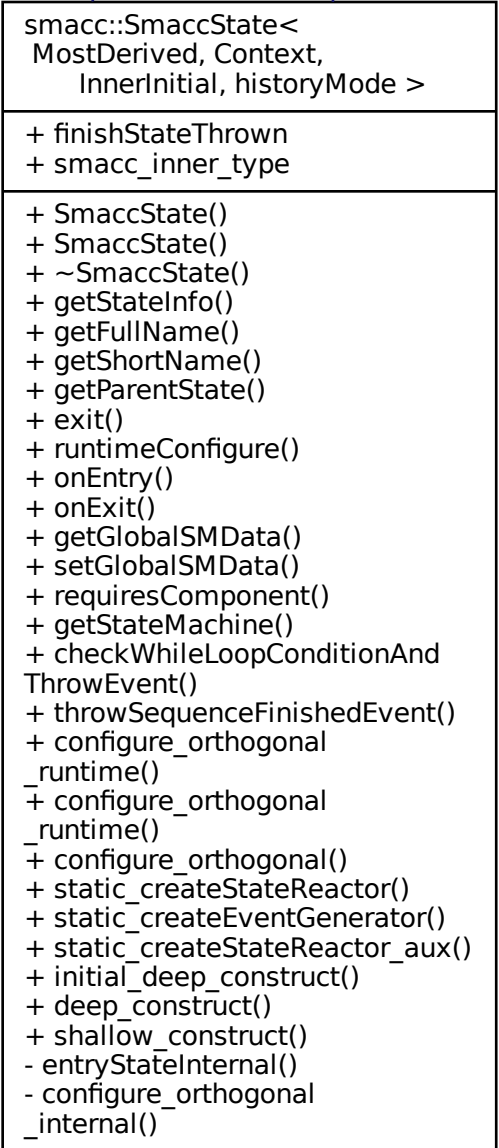 smacc::SmaccState<
MostDerived, Context,
InnerInitial, historyMode >
+ finishStateThrown
+ smacc_inner_type
+ SmaccState()
+ SmaccState()
+ ~SmaccState()
+ getStateInfo()
+ getFullName()
+ getShortName()
+ getParentState()
+ exit()
+ runtimeConfigure()
+ onEntry()
+ onExit()
+ getGlobalSMData()
+ setGlobalSMData()
+ requiresComponent()
+ getStateMachine()
+ checkWhileLoopConditionAnd
ThrowEvent()
+ throwSequenceFinishedEvent()
+ configure_orthogonal
_runtime()
+ configure_orthogonal
_runtime()
+ configure_orthogonal()
+ static_createStateReactor()
+ static_createEventGenerator()
+ static_createStateReactor_aux()
+ initial_deep_construct()
+ deep_construct()
+ shallow_construct()
- entryStateInternal()
- configure_orthogonal
_internal()